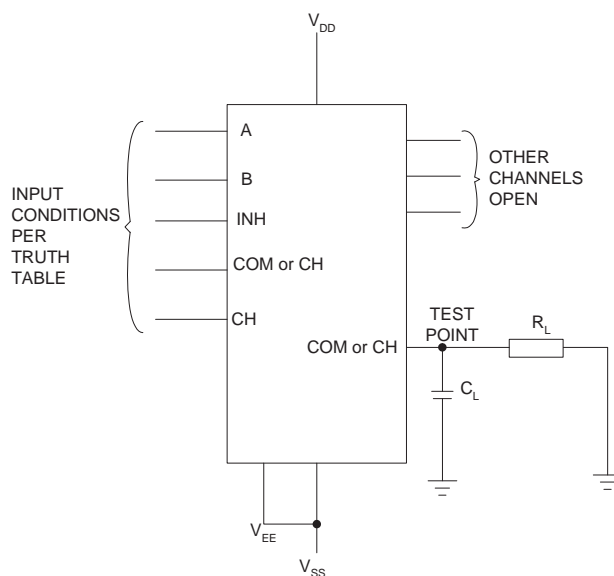 V_DD
A
B
INH
COM or CH
CH
INPUT
CONDITIONS
PER
TRUTH
TABLE
OTHER
CHANNELS
OPEN
TEST
POINT
R_L
COM or CH
C_L
V_EE
V_SS